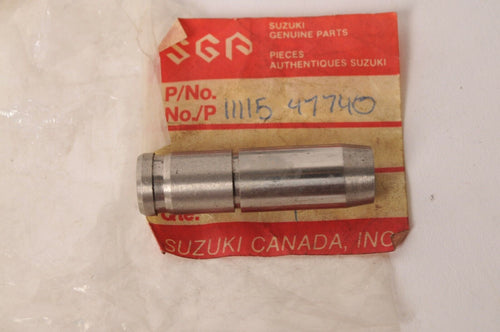 SGP
SUZUKI
GENUINE PARTS
PIECES
AUTHENTIQUES SUZUKI
P/No.
No./P 11115 47740
SUZUKI CANADA, INC.